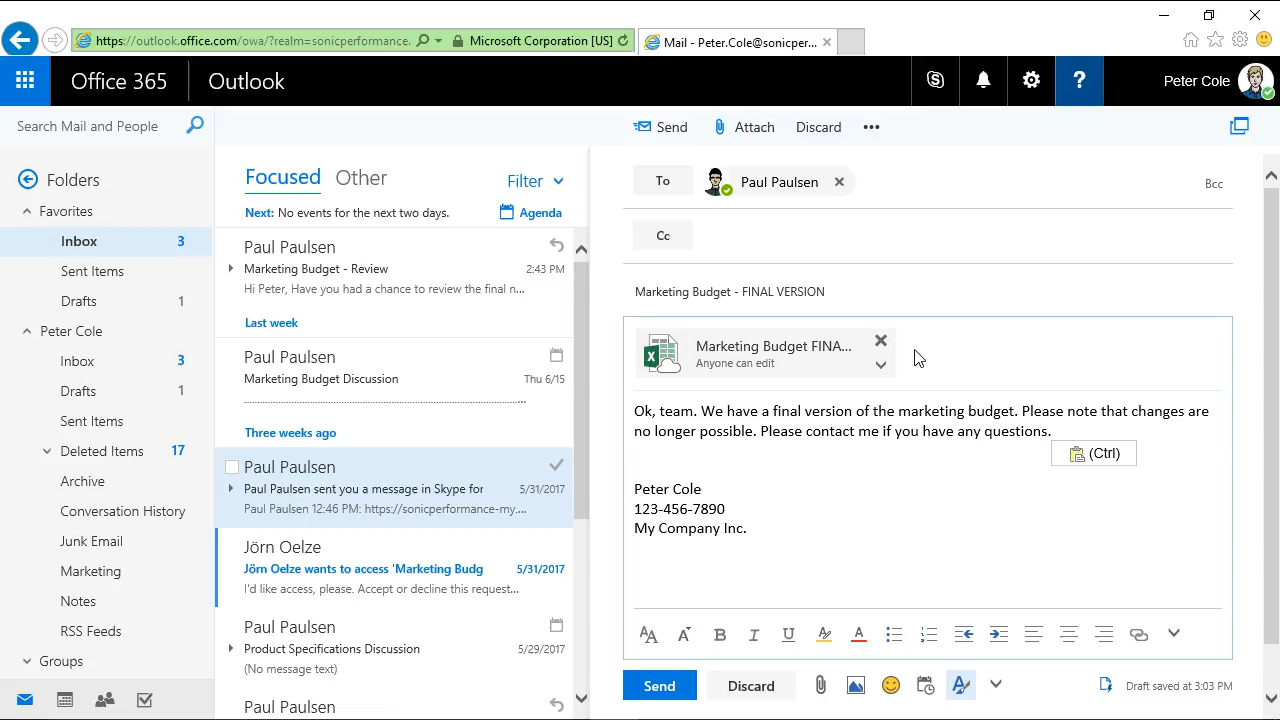 https://outlook.office.com/owa/?realm=sonicperformance.
Microsoft Corporation [US]
Mail - Peter.Cole@sonicper...
Office 365
Outlook
?
Peter Cole
Search Mail and People
Send
Attach
Discard
•••
Folders
Favorites
Inbox 3
Sent Items
Drafts 1
Peter Cole
Inbox 3
Drafts 1
Sent Items
Deleted Items 17
Archive
Conversation History
Junk Email
Marketing
Notes
RSS Feeds
Groups
Focused
Other
Filter
Next: No events for the next two days.
Agenda
Paul Paulsen
Marketing Budget - Review 2:43 PM
Hi Peter, Have you had a chance to review the final n...
Last week
Paul Paulsen
Marketing Budget Discussion Thu 6/15
Three weeks ago
Paul Paulsen
Paul Paulsen sent you a message in Skype for 5/31/2017
Paul Paulsen 12:46 PM: https://sonicperformance-my....
Jörn Oelze
Jörn Oelze wants to access 'Marketing Budg 5/31/2017
I'd like access, please. Accept or decline this request...
Paul Paulsen
Product Specifications Discussion 5/29/2017
(No message text)
Paul Paulsen
To
Paul Paulsen
Bcc
Cc
Marketing Budget - FINAL VERSION
Marketing Budget FINA...
Anyone can edit
Ok, team. We have a final version of the marketing budget. Please note that changes are
no longer possible. Please contact me if you have any questions.
(Ctrl)
Peter Cole
123-456-7890
My Company Inc.
Send
Discard
Draft saved at 3:03 PM